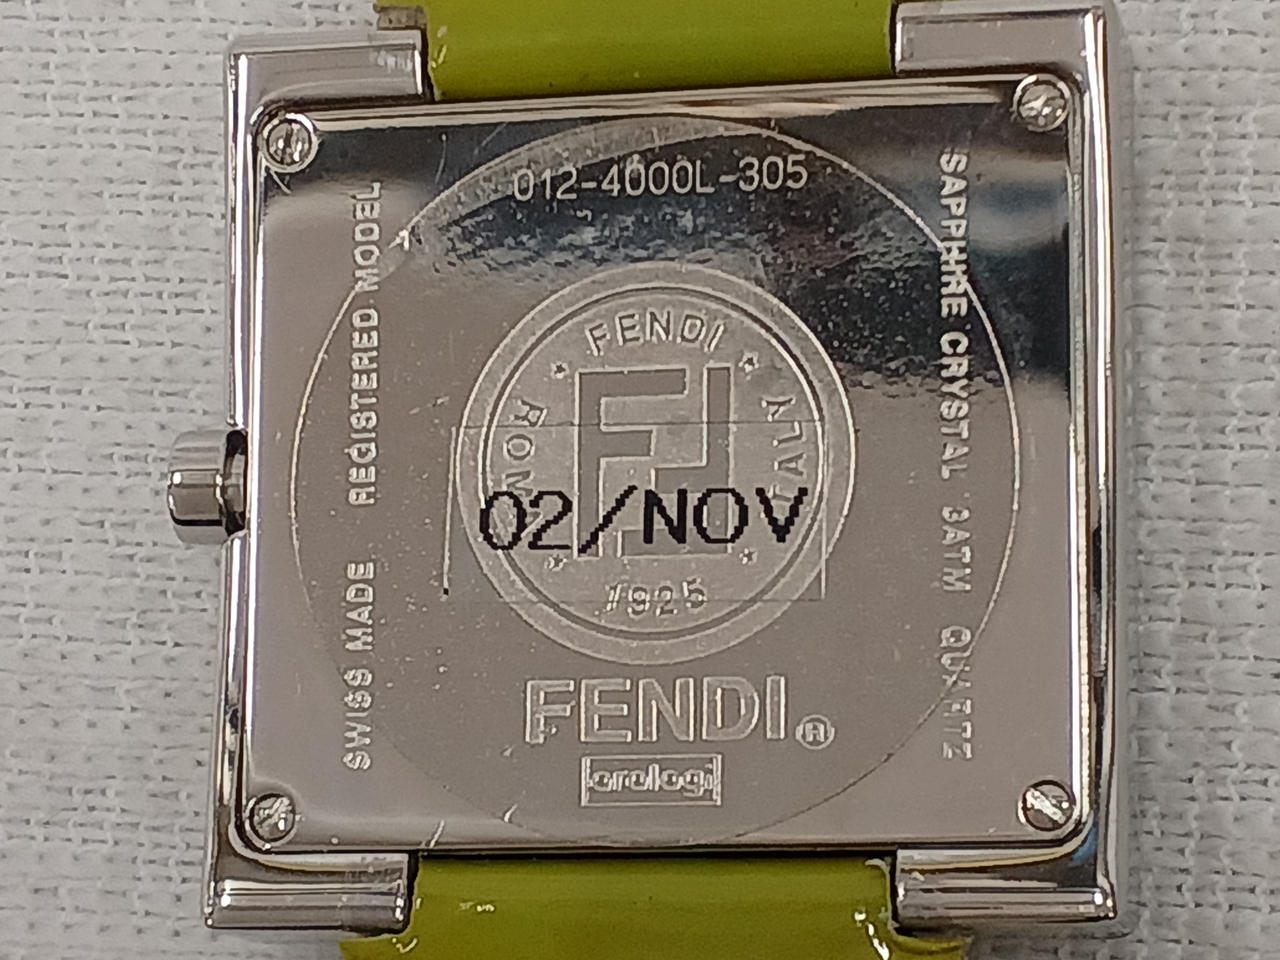 012-4000L-305
SAPPHIRE CRYSTAL 3ATM QUARTZ
SWISS MADE REGISTERED MODEL
FENDI
ROMA
ITALY
1925
02/NOV
FENDI®
orologi